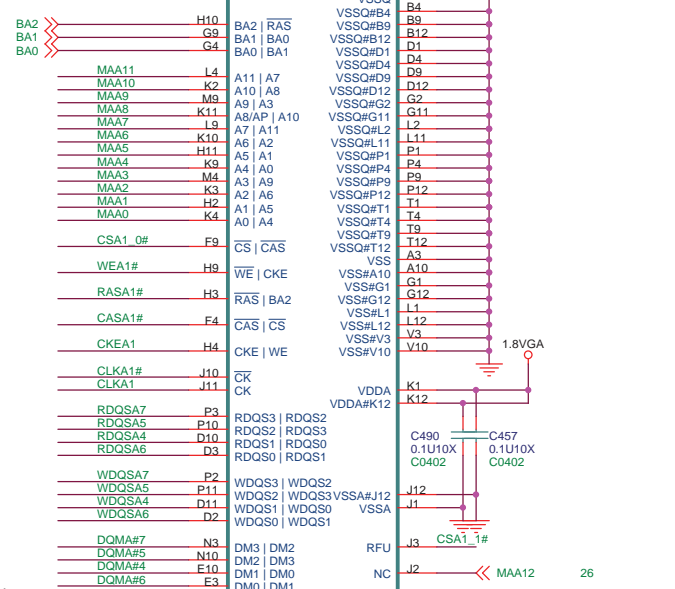 VSSQ
BA2 H10 BA2 | RAS VSSQ#B4 B4
BA1 G9 BA1 | BA0 VSSQ#B9 B9
BA0 G4 BA0 | BA1 VSSQ#B12 B12
VSSQ#D1 D1
VSSQ#D4 D4
MAA11 L4 A11 | A7 VSSQ#D9 D9
MAA10 K2 A10 | A8 VSSQ#D12 D12
MAA9 M9 A9 | A3 VSSQ#G2 G2
MAA8 K11 A8/AP | A10 VSSQ#G11 G11
MAA7 L9 A7 | A11 VSSQ#L2 L2
MAA6 K10 A6 | A2 VSSQ#L11 L11
MAA5 H11 A5 | A1 VSSQ#P1 P1
MAA4 K9 A4 | A0 VSSQ#P4 P4
MAA3 M4 A3 | A9 VSSQ#P9 P9
MAA2 K3 A2 | A6 VSSQ#P12 P12
MAA1 H2 A1 | A5 VSSQ#T1 T1
MAA0 K4 A0 | A4 VSSQ#T4 T4
VSSQ#T9 T9
CSA1_0# F9 CS | CAS VSSQ#T12 T12
VSS A3
WEA1# H9 WE | CKE VSS#A10 A10
VSS#G1 G1
RASA1# H3 RAS | BA2 VSS#G12 G12
VSS#L1 L1
CASA1# F4 CAS | CS VSS#L12 L12
VSS#V3 V3
CKEA1 H4 CKE | WE VSS#V10 V10
1.8VGA
CLKA1# J10 CK
CLKA1 J11 CK VDDA K1
VDDA#K12 K12
RDQSA7 P3 RDQS3 | RDQS2
RDQSA5 P10 RDQS2 | RDQS3
RDQSA4 D10 RDQS1 | RDQS0
RDQSA6 D3 RDQS0 | RDQS1
C490 C457
0.1U10X 0.1U10X
C0402 C0402
WDQSA7 P2 WDQS3 | WDQS2
WDQSA5 P11 WDQS2 | WDQS3 VSSA#J12 J12
WDQSA4 D11 WDQS1 | WDQS0 VSSA J1
WDQSA6 D2 WDQS0 | WDQS1
DQMA#7 N3 DM3 | DM2 RFU J3 CSA1_1#
DQMA#5 N10 DM2 | DM3
DQMA#4 E10 DM1 | DM0 NC J2 MAA12 26
DQMA#6 E3 DM0 | DM1